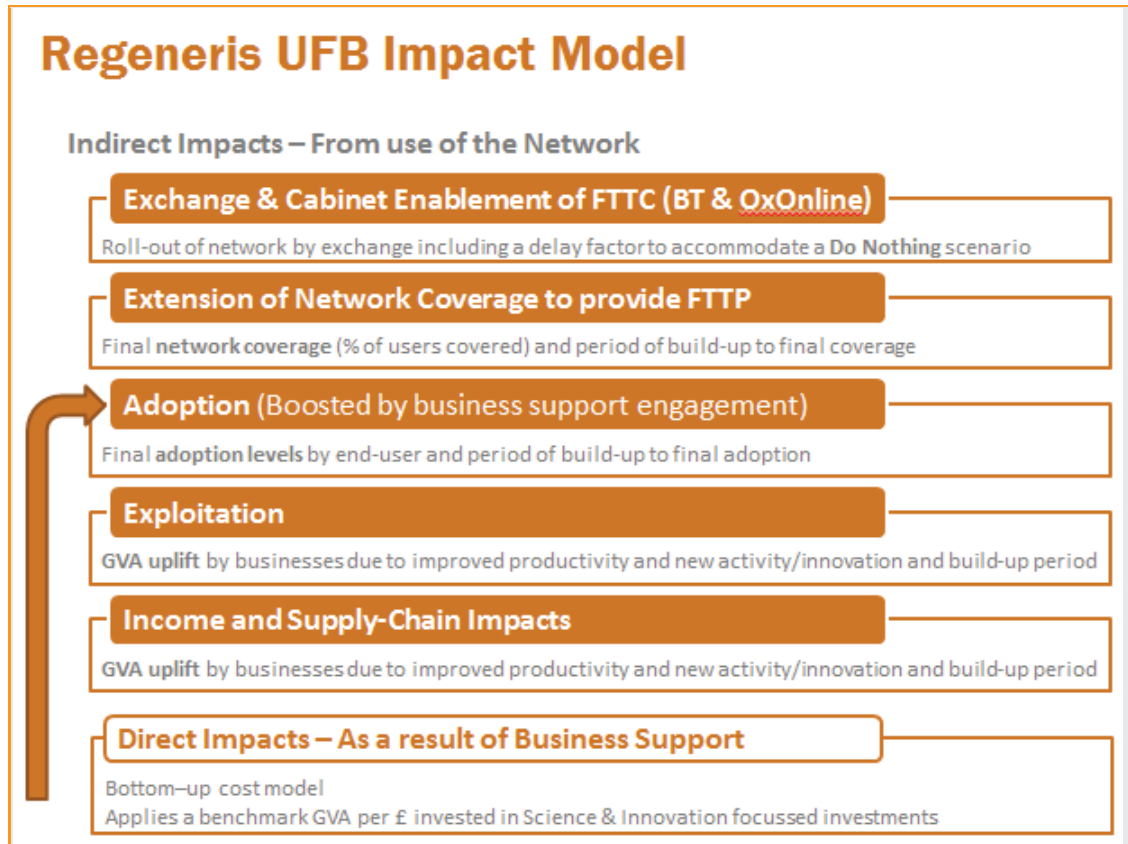 Regeneris UFB Impact Model
Indirect Impacts – From use of the Network
Exchange & Cabinet Enablement of FTTC (BT & OxOnline)
Roll-out of network by exchange including a delay factor to accommodate a Do Nothing scenario
Extension of Network Coverage to provide FTTP
Final network coverage (% of users covered) and period of build-up to final coverage
Adoption (Boosted by business support engagement)
Final adoption levels by end-user and period of build-up to final adoption
Exploitation
GVA uplift by businesses due to improved productivity and new activity/innovation and build-up period
Income and Supply-Chain Impacts
GVA uplift by businesses due to improved productivity and new activity/innovation and build-up period
Direct Impacts – As a result of Business Support
Bottom–up cost model
Applies a benchmark GVA per £ invested in Science & Innovation focussed investments